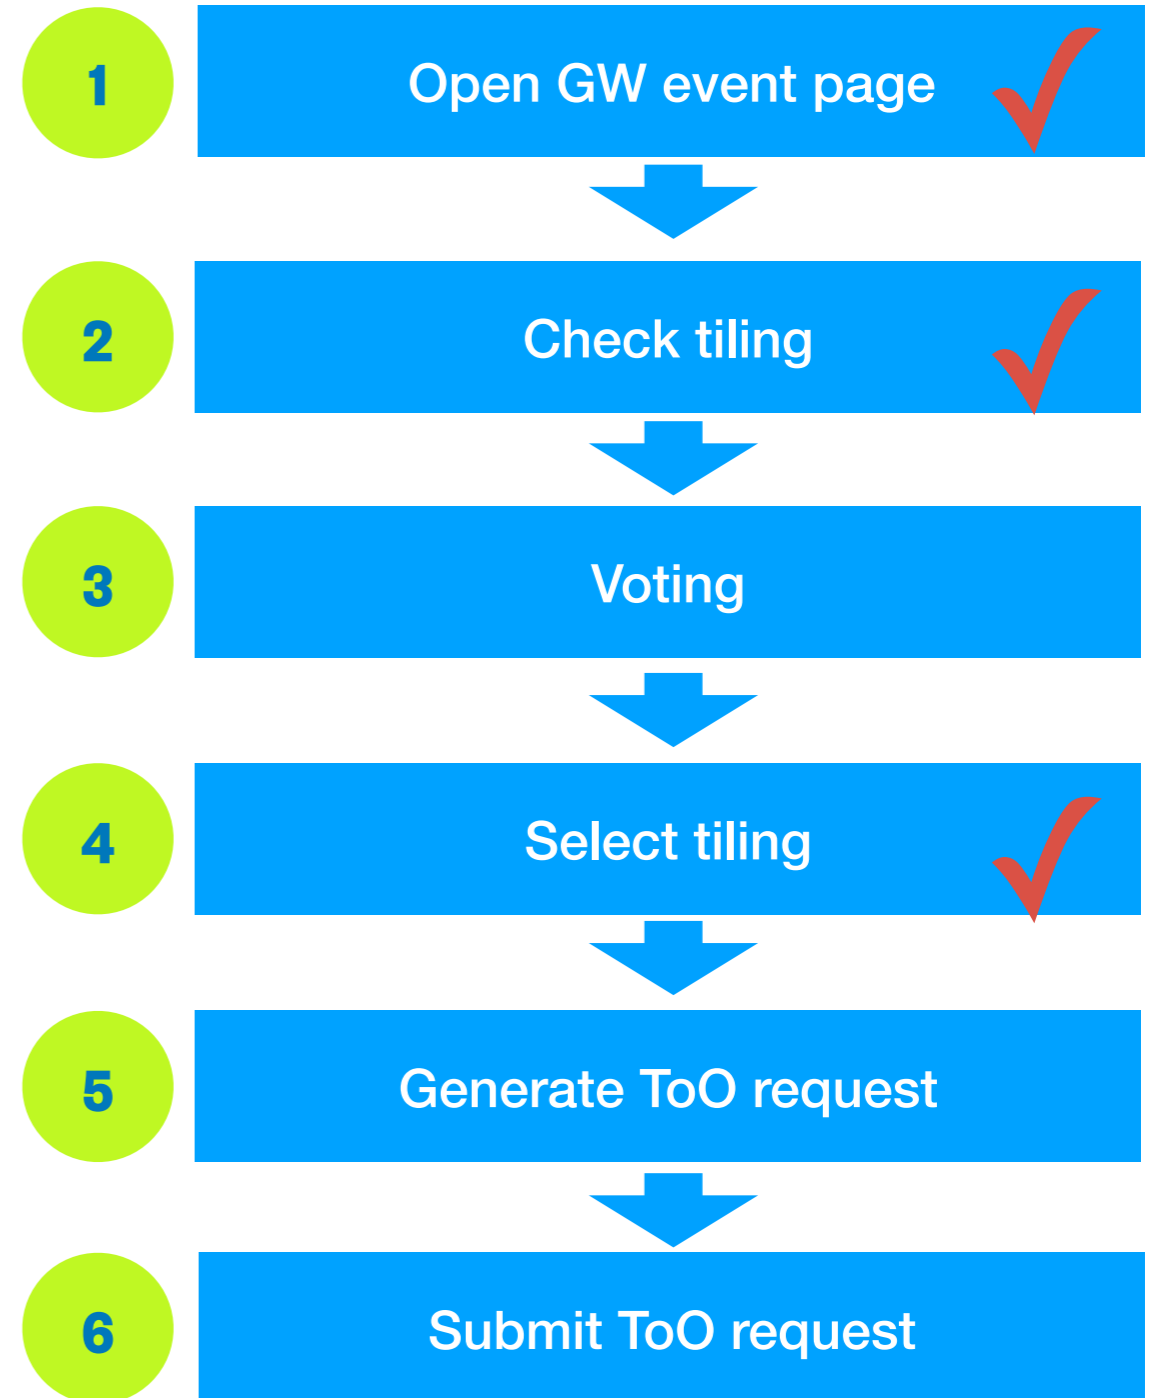 1
Open GW event page
2
Check tiling
3
Voting
4
Select tiling
5
Generate ToO request
6
Submit ToO request